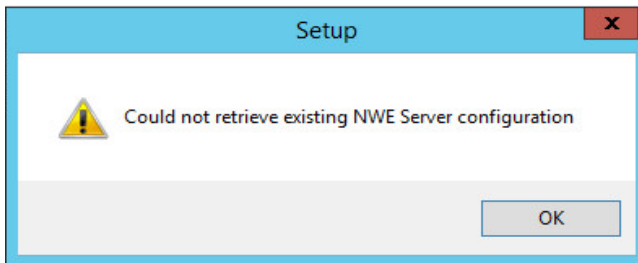 Setup
x
Could not retrieve existing NWE Server configuration
OK